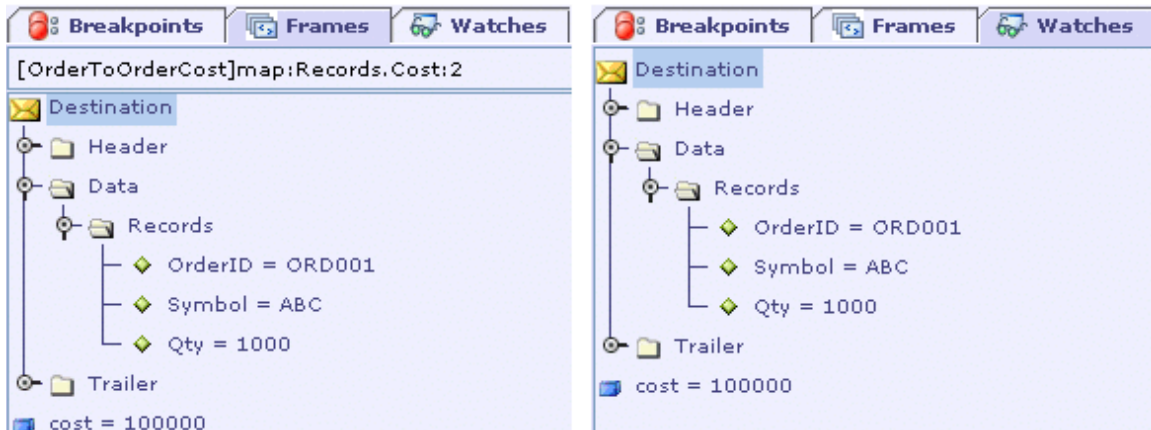 Breakpoints Frames Watches
[OrderToOrderCost]map:Records.Cost:2
Destination
Header
Data
Records
OrderID = ORD001
Symbol = ABC
Qty = 1000
Trailer
cost = 100000
Breakpoints Frames Watches
Destination
Header
Data
Records
OrderID = ORD001
Symbol = ABC
Qty = 1000
Trailer
cost = 100000